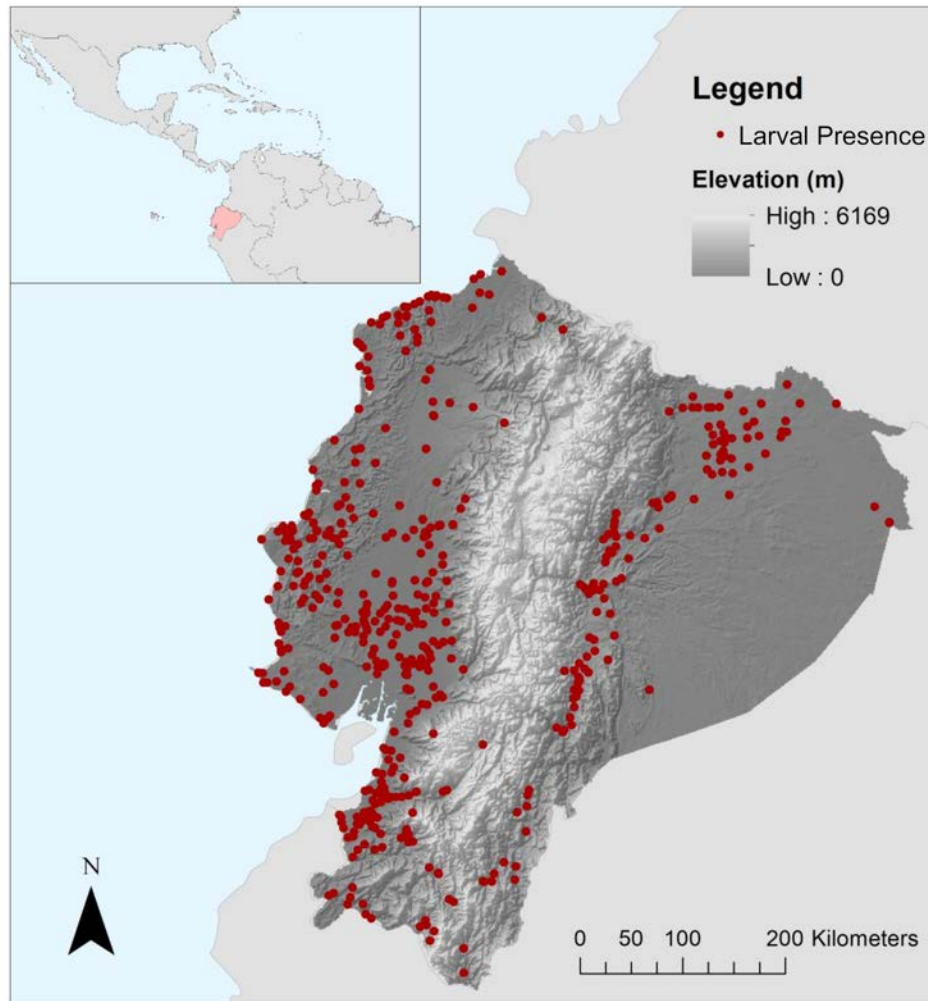 Legend
Larval Presence
Elevation (m)
High : 6169
Low : 0
N
0 50 100 200 Kilometers